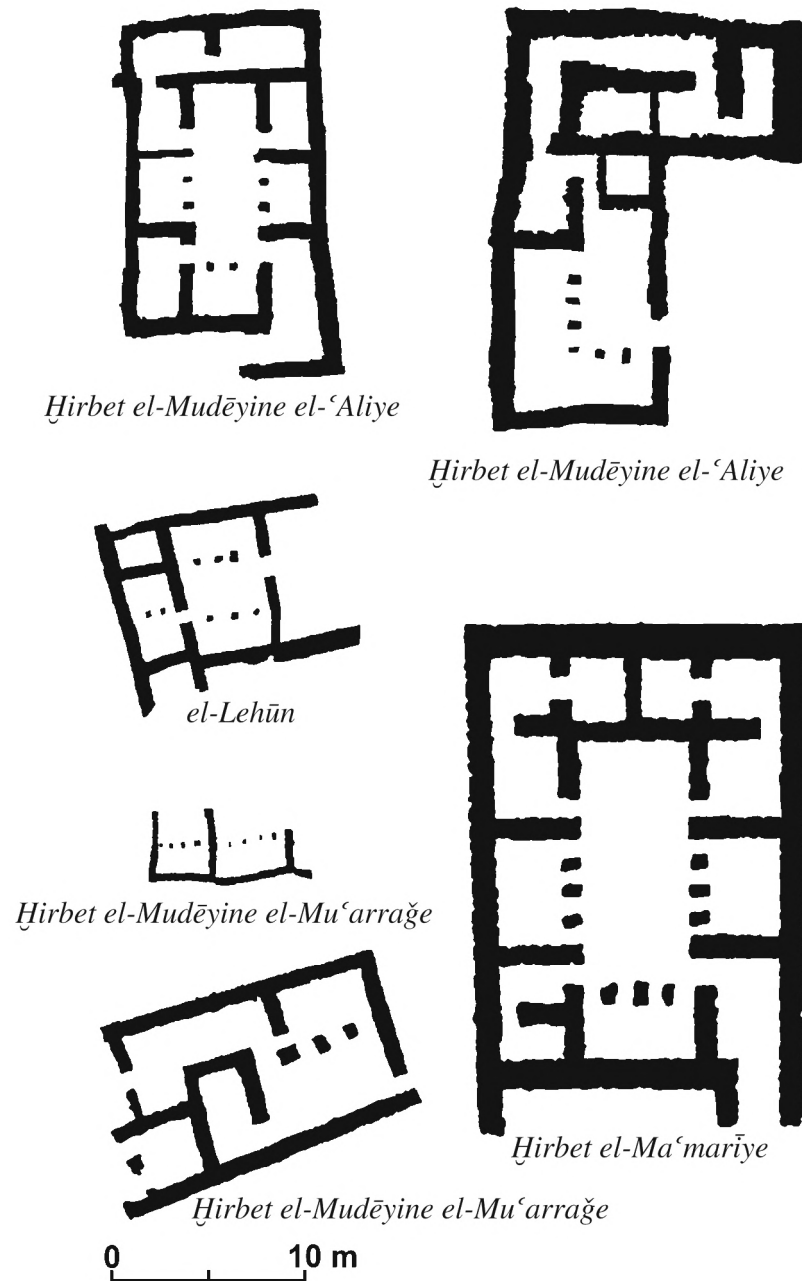 Ḫirbet el-Mudēyine el-ʿAliye
Ḫirbet el-Mudēyine el-ʿAliye
el-Lehūn
Ḫirbet el-Mudēyine el-Muʿarraǧe
Ḫirbet el-Maʿmarīye
Ḫirbet el-Mudēyine el-Muʿarraǧe
0 10 m